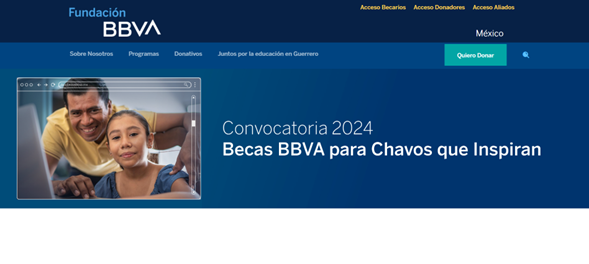 Fundación
BBVA
Acceso Becarios Acceso Donadores Acceso Aliados
México
Sobre Nosotros Programas Donativos Juntos por la educación en Guerrero
Quiero Donar
Convocatoria 2024
Becas BBVA para Chavos que Inspiran